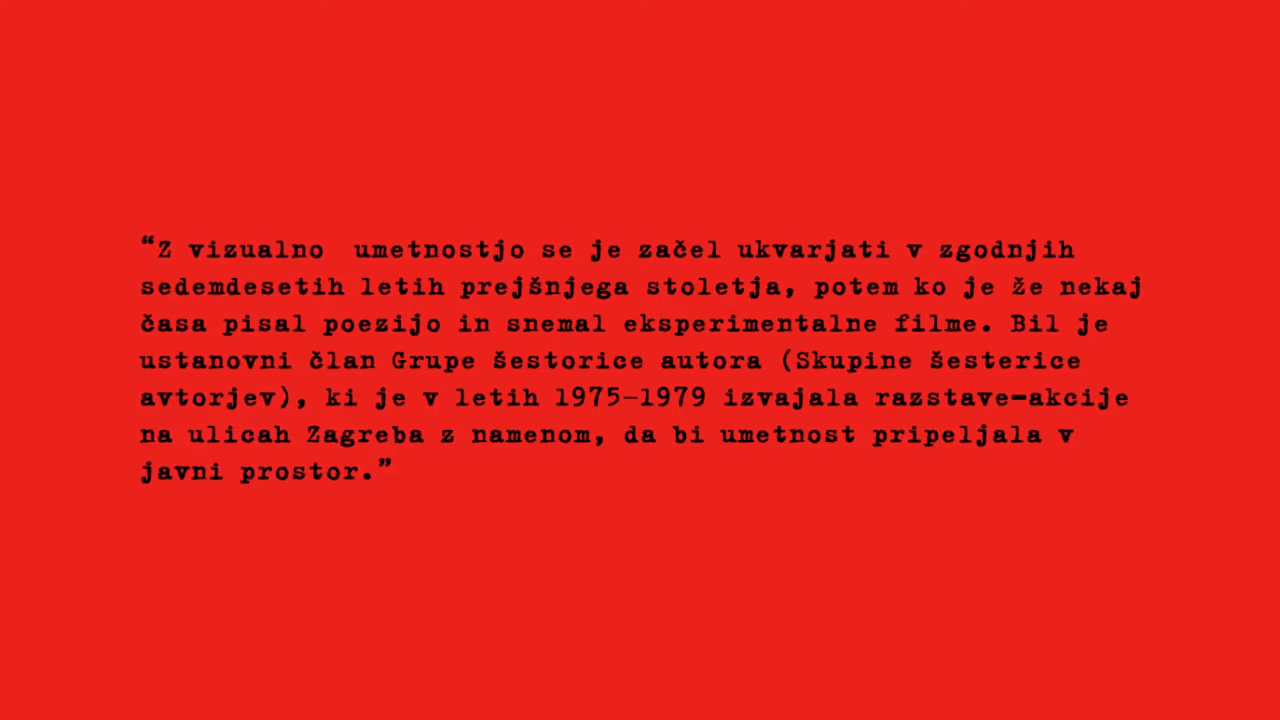 “Z vizualno  umetnostjo se je začel ukvarjati v zgodnjih
sedemdesetih letih prejšnjega stoletja, potem ko je že nekaj
časa pisal poezijo in snemal eksperimentalne filme. Bil je
ustanovni član Grupe šestorice autora (Skupine šesterice
avtorjev), ki je v letih 1975–1979 izvajala razstave-akcije
na ulicah Zagreba z namenom, da bi umetnost pripeljala v
javni prostor.”